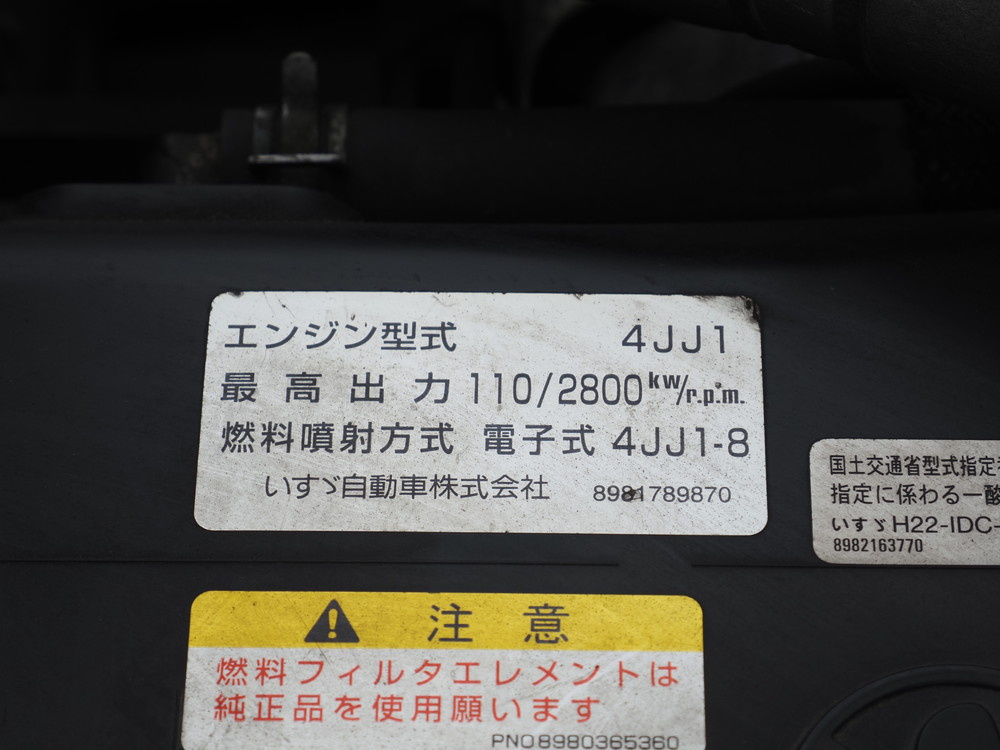 エンジン型式 4JJ1
最高出力 110/2800kw/r.p.m.
燃料噴射方式 電子式 4JJ1-8
いすゞ自動車株式会社 8981789870
国土交通省型式指定
指定に係わる一酸
いすゞH22-IDC-
8982163770
注意
燃料フィルタエレメントは
純正品を使用願います
PN08980365360